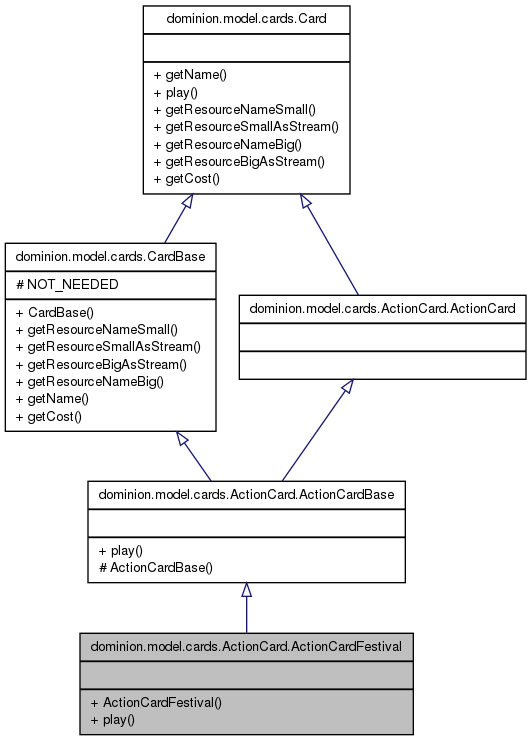 dominion.model.cards.Card
+ getName()
+ play()
+ getResourceNameSmall()
+ getResourceSmallAsStream()
+ getResourceNameBig()
+ getResourceBigAsStream()
+ getCost()
dominion.model.cards.CardBase
# NOT_NEEDED
+ CardBase()
+ getResourceNameSmall()
+ getResourceSmallAsStream()
+ getResourceBigAsStream()
+ getResourceNameBig()
+ getName()
+ getCost()
dominion.model.cards.ActionCard.ActionCard
dominion.model.cards.ActionCard.ActionCardBase
+ play()
# ActionCardBase()
dominion.model.cards.ActionCard.ActionCardFestival
+ ActionCardFestival()
+ play()